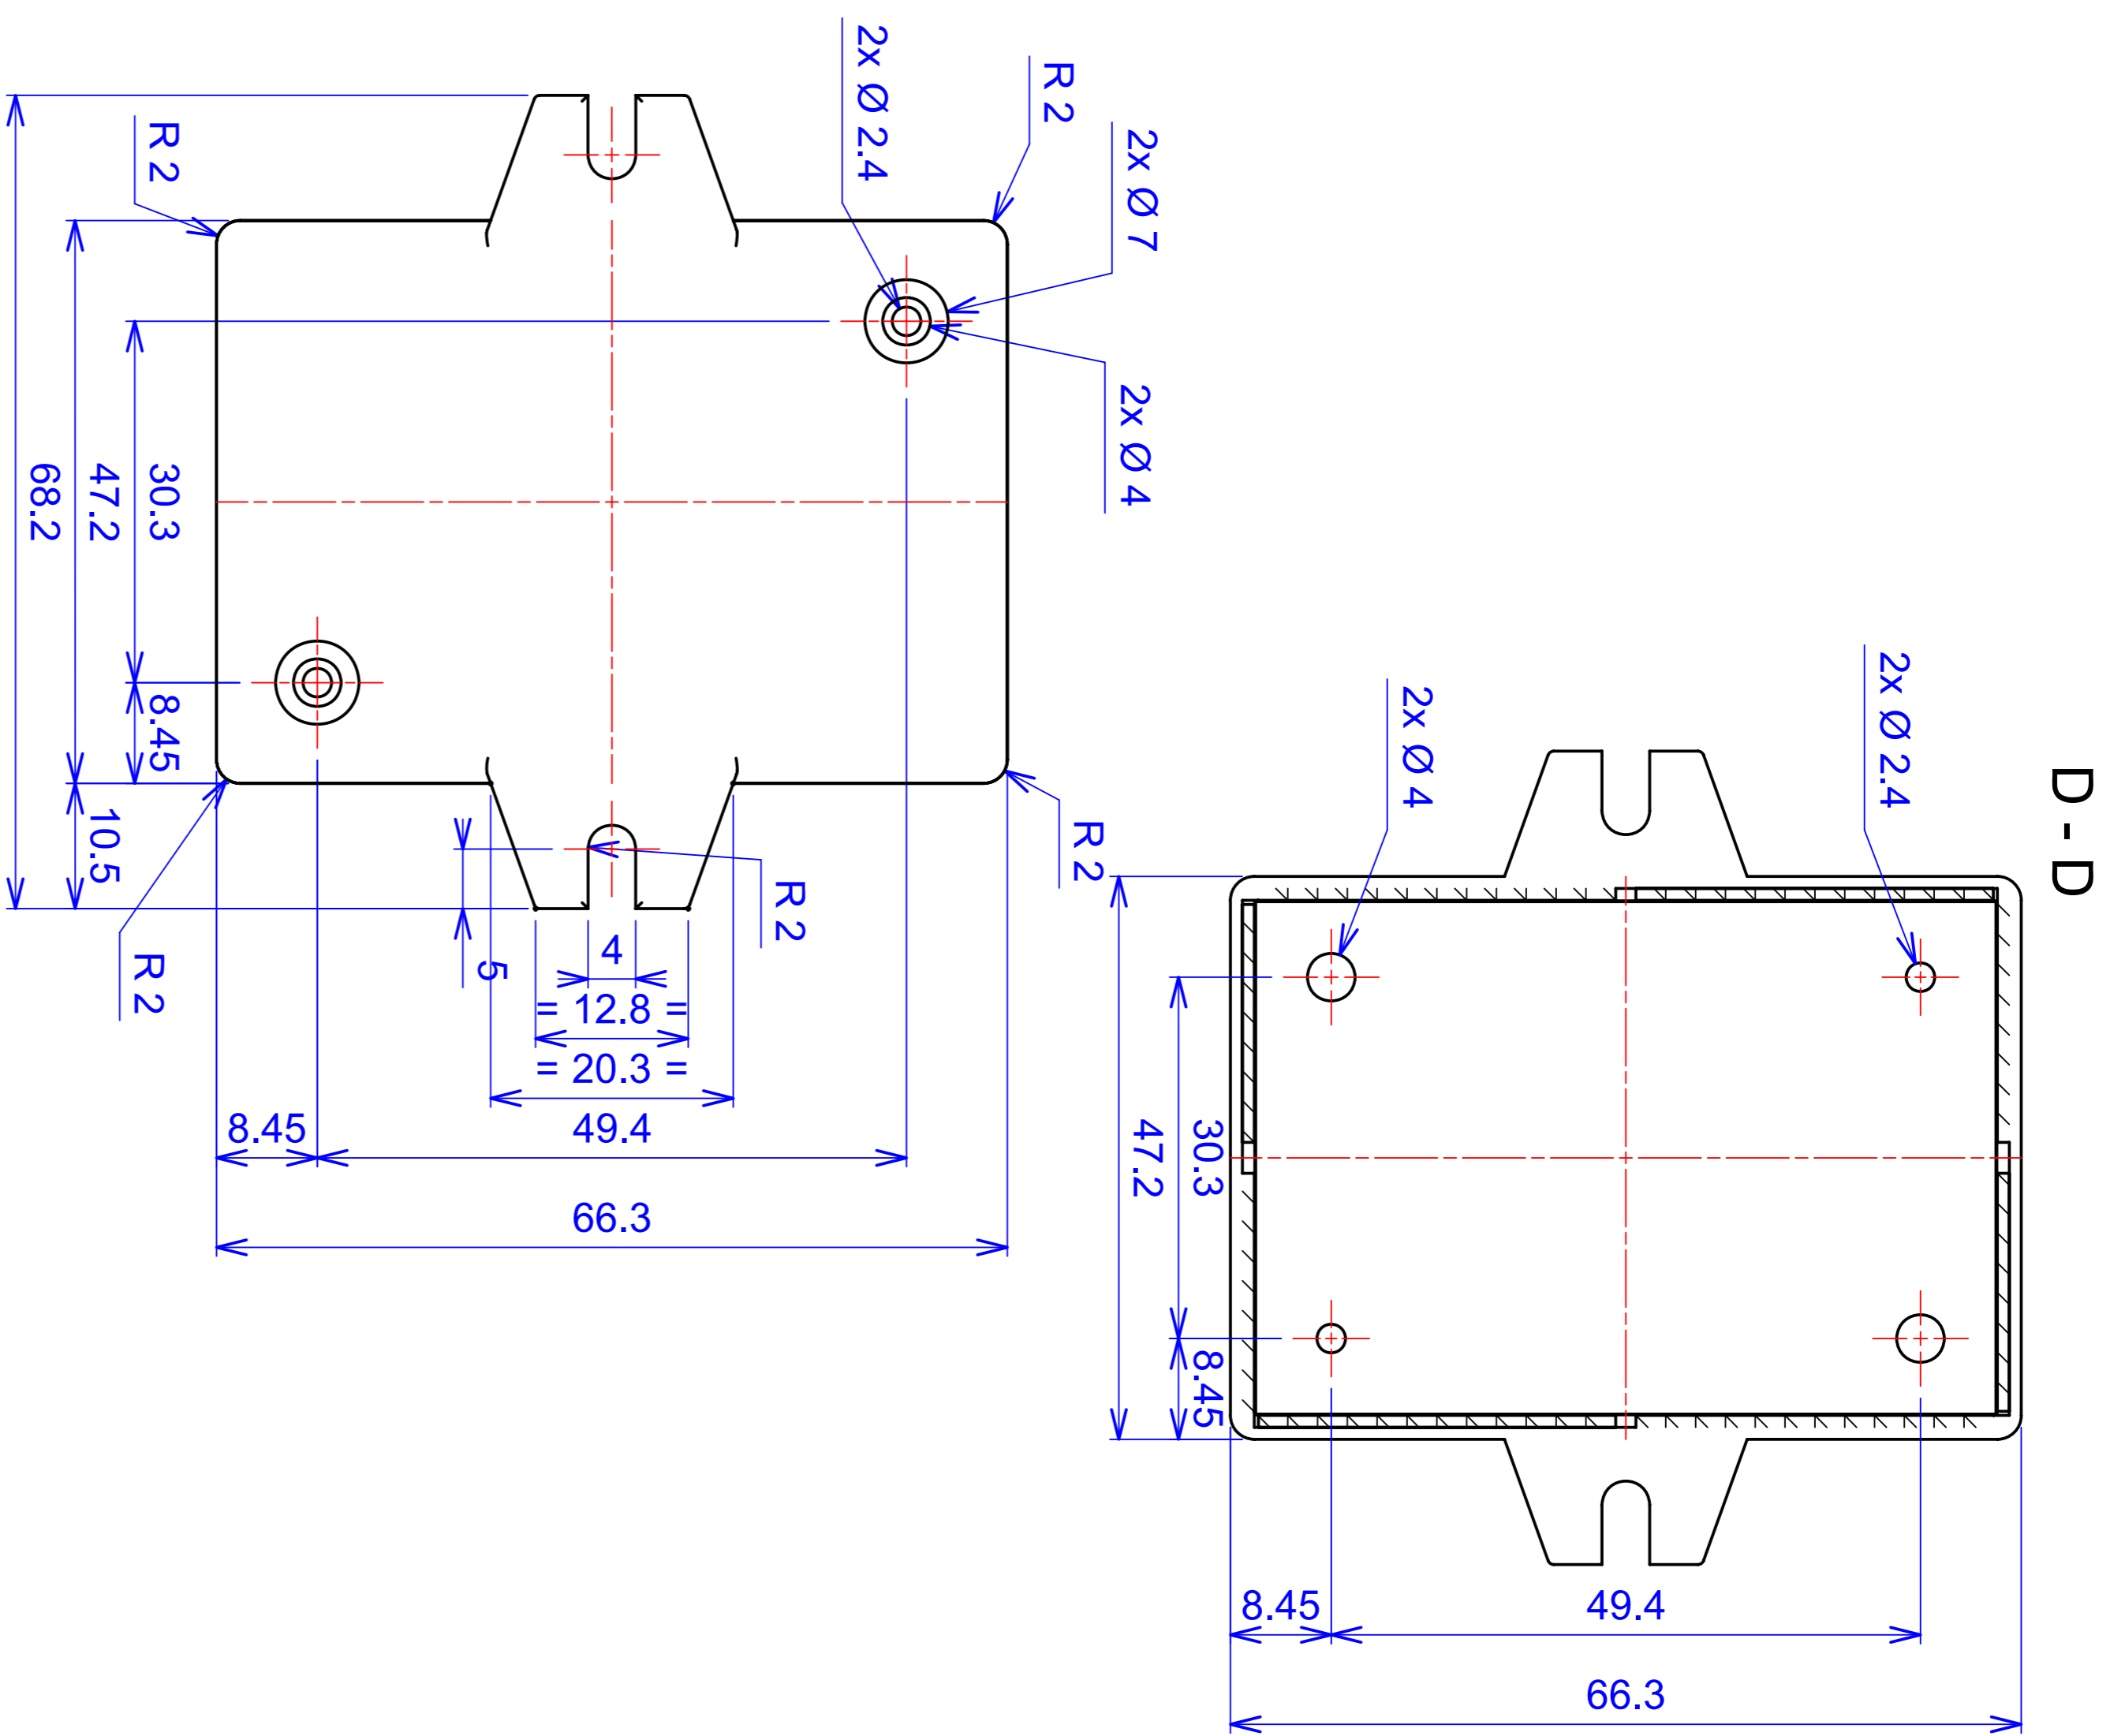 2x Ø 2.4
R 2
2x Ø 7
2x Ø 4
R 2
30.3
47.2
68.2
8.45
10.5
R 2
R 2
R 2
5
4
= 12.8 =
= 20.3 =
8.45
49.4
66.3
D - D
2x Ø 4
2x Ø 2.4
30.3
47.2
8.45
8.45
49.4
66.3